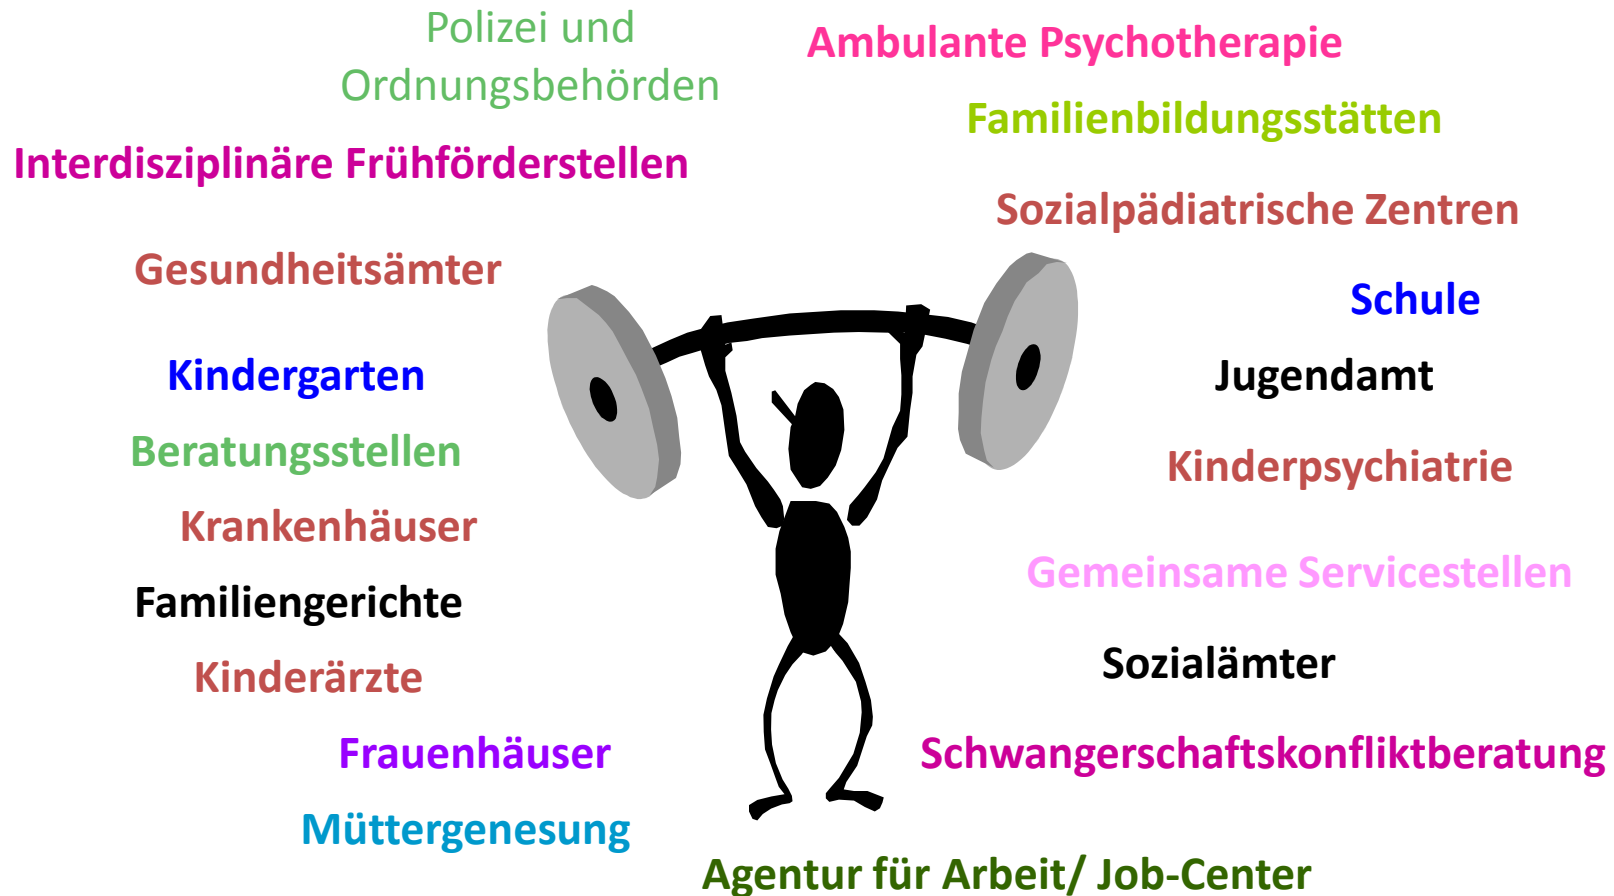 Polizei und
Ordnungsbehörden
Ambulante Psychotherapie
Familienbildungsstätten
Interdisziplinäre Frühförderstellen
Sozialpädiatrische Zentren
Gesundheitsämter
Schule
Kindergarten
Jugendamt
Beratungsstellen
Kinderpsychiatrie
Krankenhäuser
Gemeinsame Servicestellen
Familiengerichte
Sozialämter
Kinderärzte
Frauenhäuser
Schwangerschaftskonfliktberatung
Müttergenesung
Agentur für Arbeit/ Job-Center